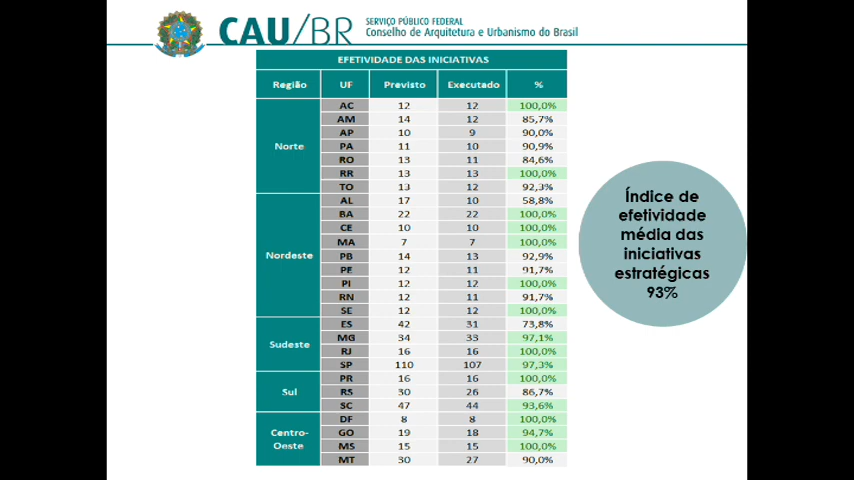 CAU/BR SERVIÇO PÚBLICO FEDERAL
Conselho de Arquitetura e Urbanismo do Brasil
EFETIVIDADE DAS INICIATIVAS
Região UF Previsto Executado %
Norte
AC 12 12 100,0%
AM 14 12 85,7%
AP 10 9 90,0%
PA 11 10 90,9%
RO 13 11 84,6%
RR 13 13 100,0%
TO 13 12 92,3%
Nordeste
AL 17 10 58,8%
BA 22 22 100,0%
CE 10 10 100,0%
MA 7 7 100,0%
PB 14 13 92,9%
PE 12 11 91,7%
PI 12 12 100,0%
RN 12 11 91,7%
SE 12 12 100,0%
Sudeste
ES 42 31 73,8%
MG 34 33 97,1%
RJ 16 16 100,0%
SP 110 107 97,3%
Sul
PR 16 16 100,0%
RS 30 26 86,7%
SC 47 44 93,6%
Centro-
Oeste
DF 8 8 100,0%
GO 19 18 94,7%
MS 15 15 100,0%
MT 30 27 90,0%
Índice de
efetividade
média das
iniciativas
estratégicas
93%